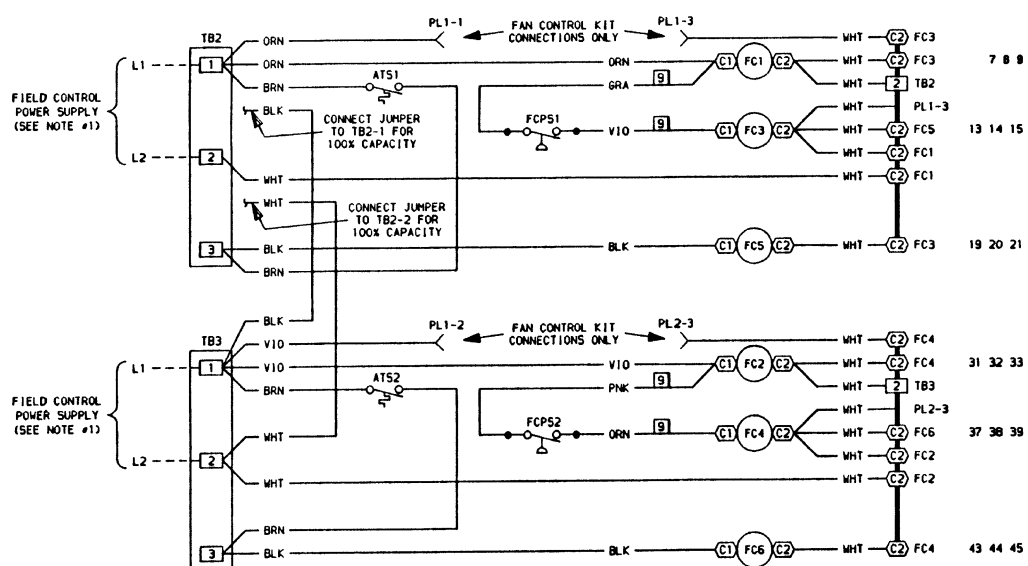 PL1-1 FAN CONTROL KIT CONNECTIONS ONLY PL1-3
TB2 ORN WHT C2 FC3
L1 1 ORN ORN C1 FC1 C2 WHT C2 FC3 7 8 9
BRN ATS1 GRA 9 WHT 2 TB2
FIELD CONTROL
POWER SUPPLY
(SEE NOTE #1)
BLK WHT PL1-3
CONNECT JUMPER
TO TB2-1 FOR
100% CAPACITY
FCPS1 VIO 9 C1 FC3 C2 WHT C2 FC5 13 14 15
L2 2 WHT C2 FC1
WHT WHT C2 FC1
WHT
CONNECT JUMPER
TO TB2-2 FOR
100% CAPACITY
3 BLK BLK C1 FC5 C2 WHT C2 FC3 19 20 21
BRN
BLK PL1-2 FAN CONTROL KIT CONNECTIONS ONLY PL2-3
TB3 VIO WHT C2 FC4
L1 1 VIO VIO C1 FC2 C2 WHT C2 FC4 31 32 33
BRN ATS2 PNK 9 WHT 2 TB3
FIELD CONTROL
POWER SUPPLY
(SEE NOTE #1)
WHT PL2-3
WHT FCPS2 ORN 9 C1 FC4 C2 WHT C2 FC6 37 38 39
L2 2 WHT C2 FC2
WHT WHT C2 FC2
BRN
3 BLK BLK C1 FC6 C2 WHT C2 FC4 43 44 45